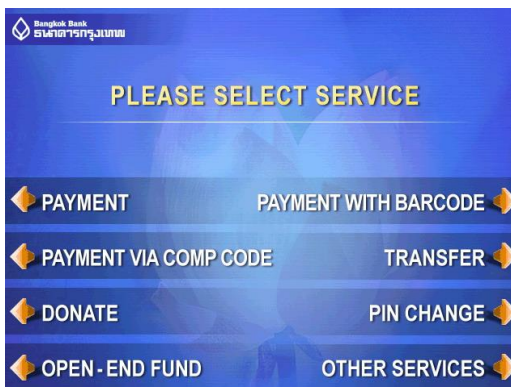 Bangkok Bank
ธนาคารกรุงเทพ
PLEASE SELECT SERVICE
PAYMENT
PAYMENT WITH BARCODE
PAYMENT VIA COMP CODE
TRANSFER
DONATE
PIN CHANGE
OPEN - END FUND
OTHER SERVICES